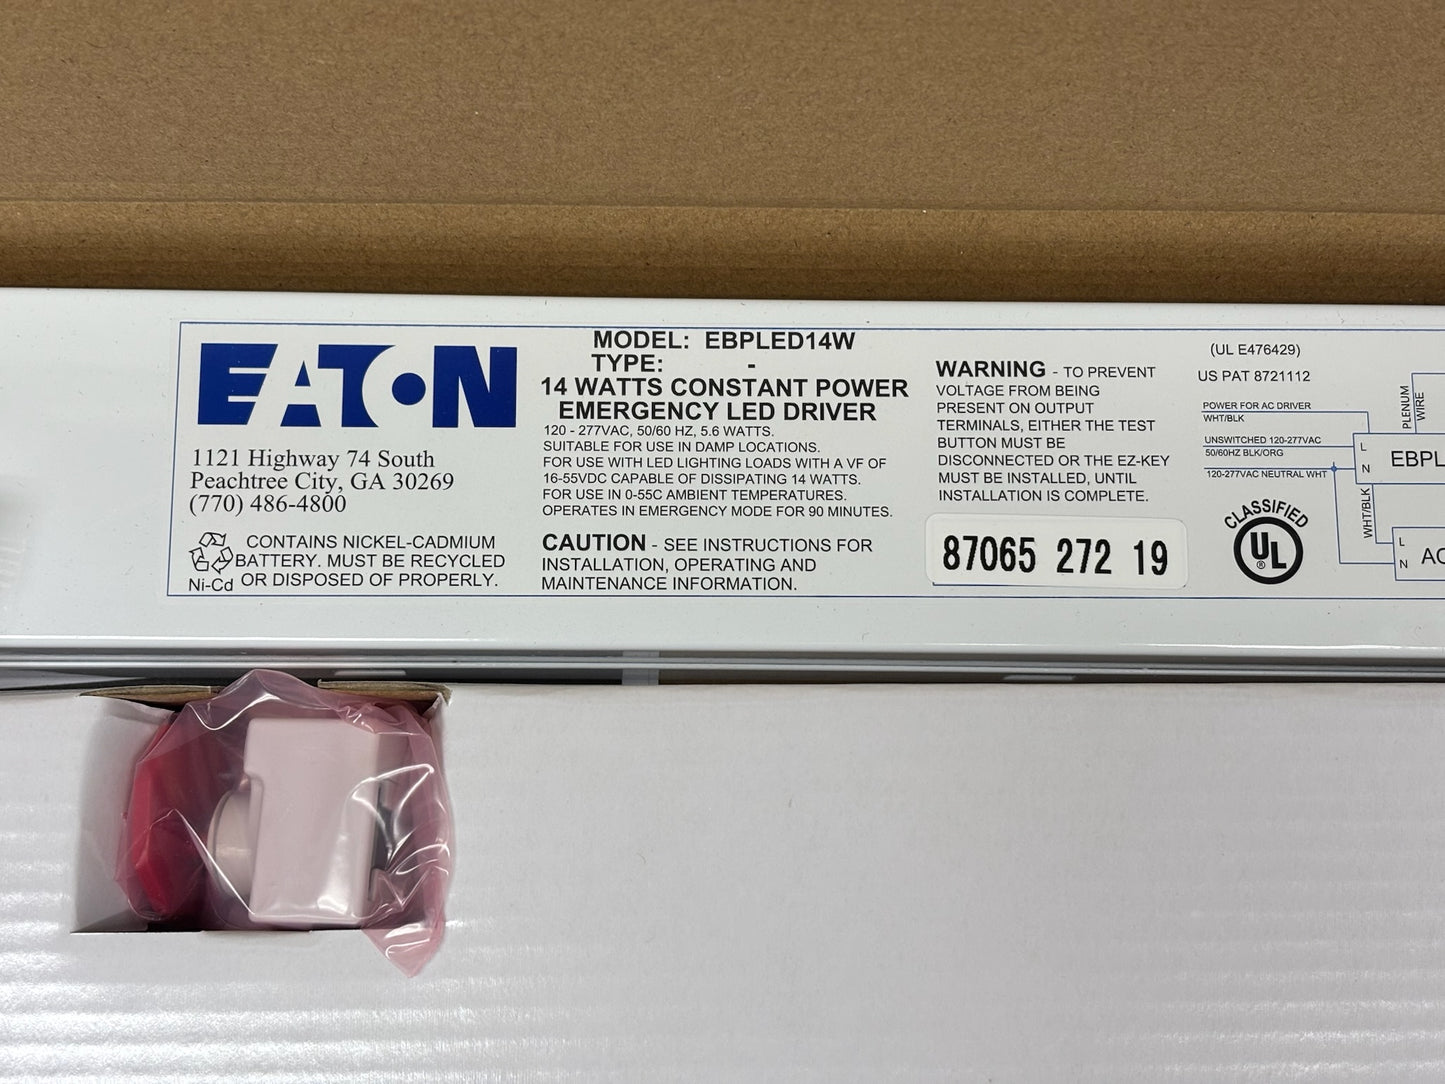 EATON
1121 Highway 74 South
Peachtree City, GA 30269
(770) 486-4800
CONTAINS NICKEL-CADMIUM
BATTERY. MUST BE RECYCLED
Ni-Cd OR DISPOSED OF PROPERLY.
MODEL: EBPLED14W
TYPE: -
14 WATTS CONSTANT POWER
EMERGENCY LED DRIVER
120 - 277VAC, 50/60 HZ, 5.6 WATTS.
SUITABLE FOR USE IN DAMP LOCATIONS.
FOR USE WITH LED LIGHTING LOADS WITH A VF OF
16-55VDC CAPABLE OF DISSIPATING 14 WATTS.
FOR USE IN 0-55C AMBIENT TEMPERATURES.
OPERATES IN EMERGENCY MODE FOR 90 MINUTES.
CAUTION - SEE INSTRUCTIONS FOR
INSTALLATION, OPERATING AND
MAINTENANCE INFORMATION.
WARNING - TO PREVENT
VOLTAGE FROM BEING
PRESENT ON OUTPUT
TERMINALS, EITHER THE TEST
BUTTON MUST BE
DISCONNECTED OR THE EZ-KEY
MUST BE INSTALLED, UNTIL
INSTALLATION IS COMPLETE.
87065 272 19
(UL E476429)
US PAT 8721112
POWER FOR AC DRIVER
WHT/BLK
UNSWITCHED 120-277VAC
50/60HZ BLK/ORG
120-277VAC NEUTRAL WHT
CLASSIFIED
UL ®
PLENUM
WIRE
L
N
EBPL
WHT/BLK
L
N
AC